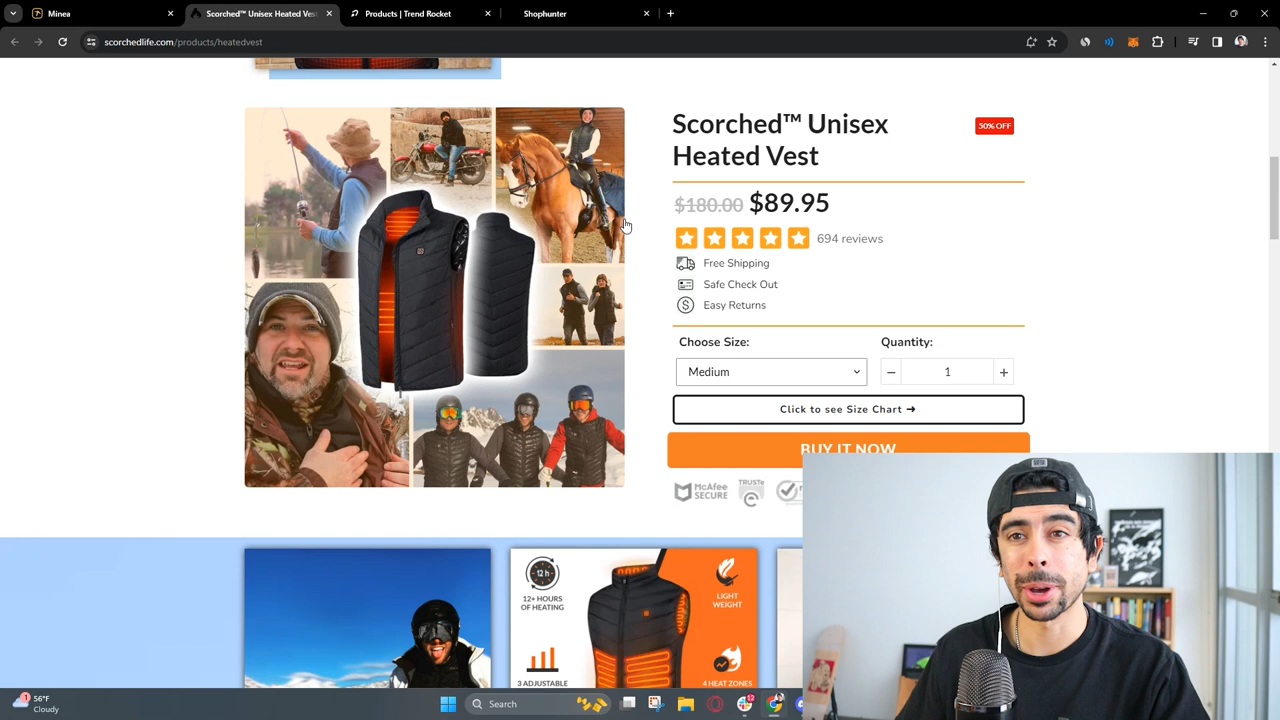 Minea
Scorched™ Unisex Heated Ves
Products | Trend Rocket
Shophunter
scorchedlife.com/products/heatedvest
Scorched™ Unisex
Heated Vest
50% OFF
$180.00 $89.95
694 reviews
Free Shipping
Safe Check Out
Easy Returns
Choose Size:
Quantity:
Medium
1
Click to see Size Chart ➜
BUY IT NOW
McAfee
SECURE
TRUSTe
12 h
12+ HOURS
OF HEATING
LIGHT
WEIGHT
3 ADJUSTABLE
4 HEAT ZONES
1
56°F
Cloudy
Search
12